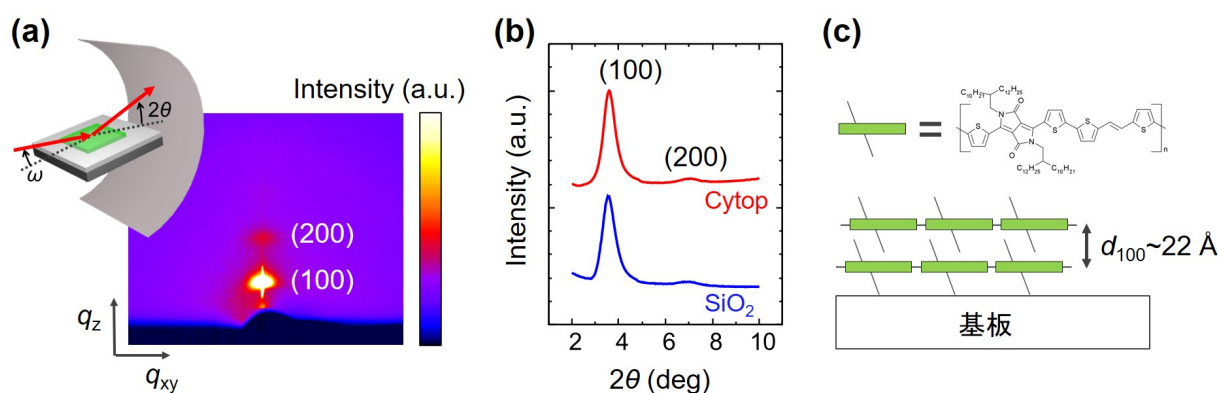 (a)
2θ
ω
Intensity (a.u.)
(200)
(100)
qz
qxy
(b)
Intensity (a.u.)
(100)
(200)
Cytop
SiO₂
2 4 6 8 10
2θ (deg)
(c)
C₁₀H₂₁ C₁₂H₂₅
O
N
S
S
S
S
N
O
n
C₁₂H₂₅ C₁₀H₂₁
=
d₁₀₀~22 Å
基板